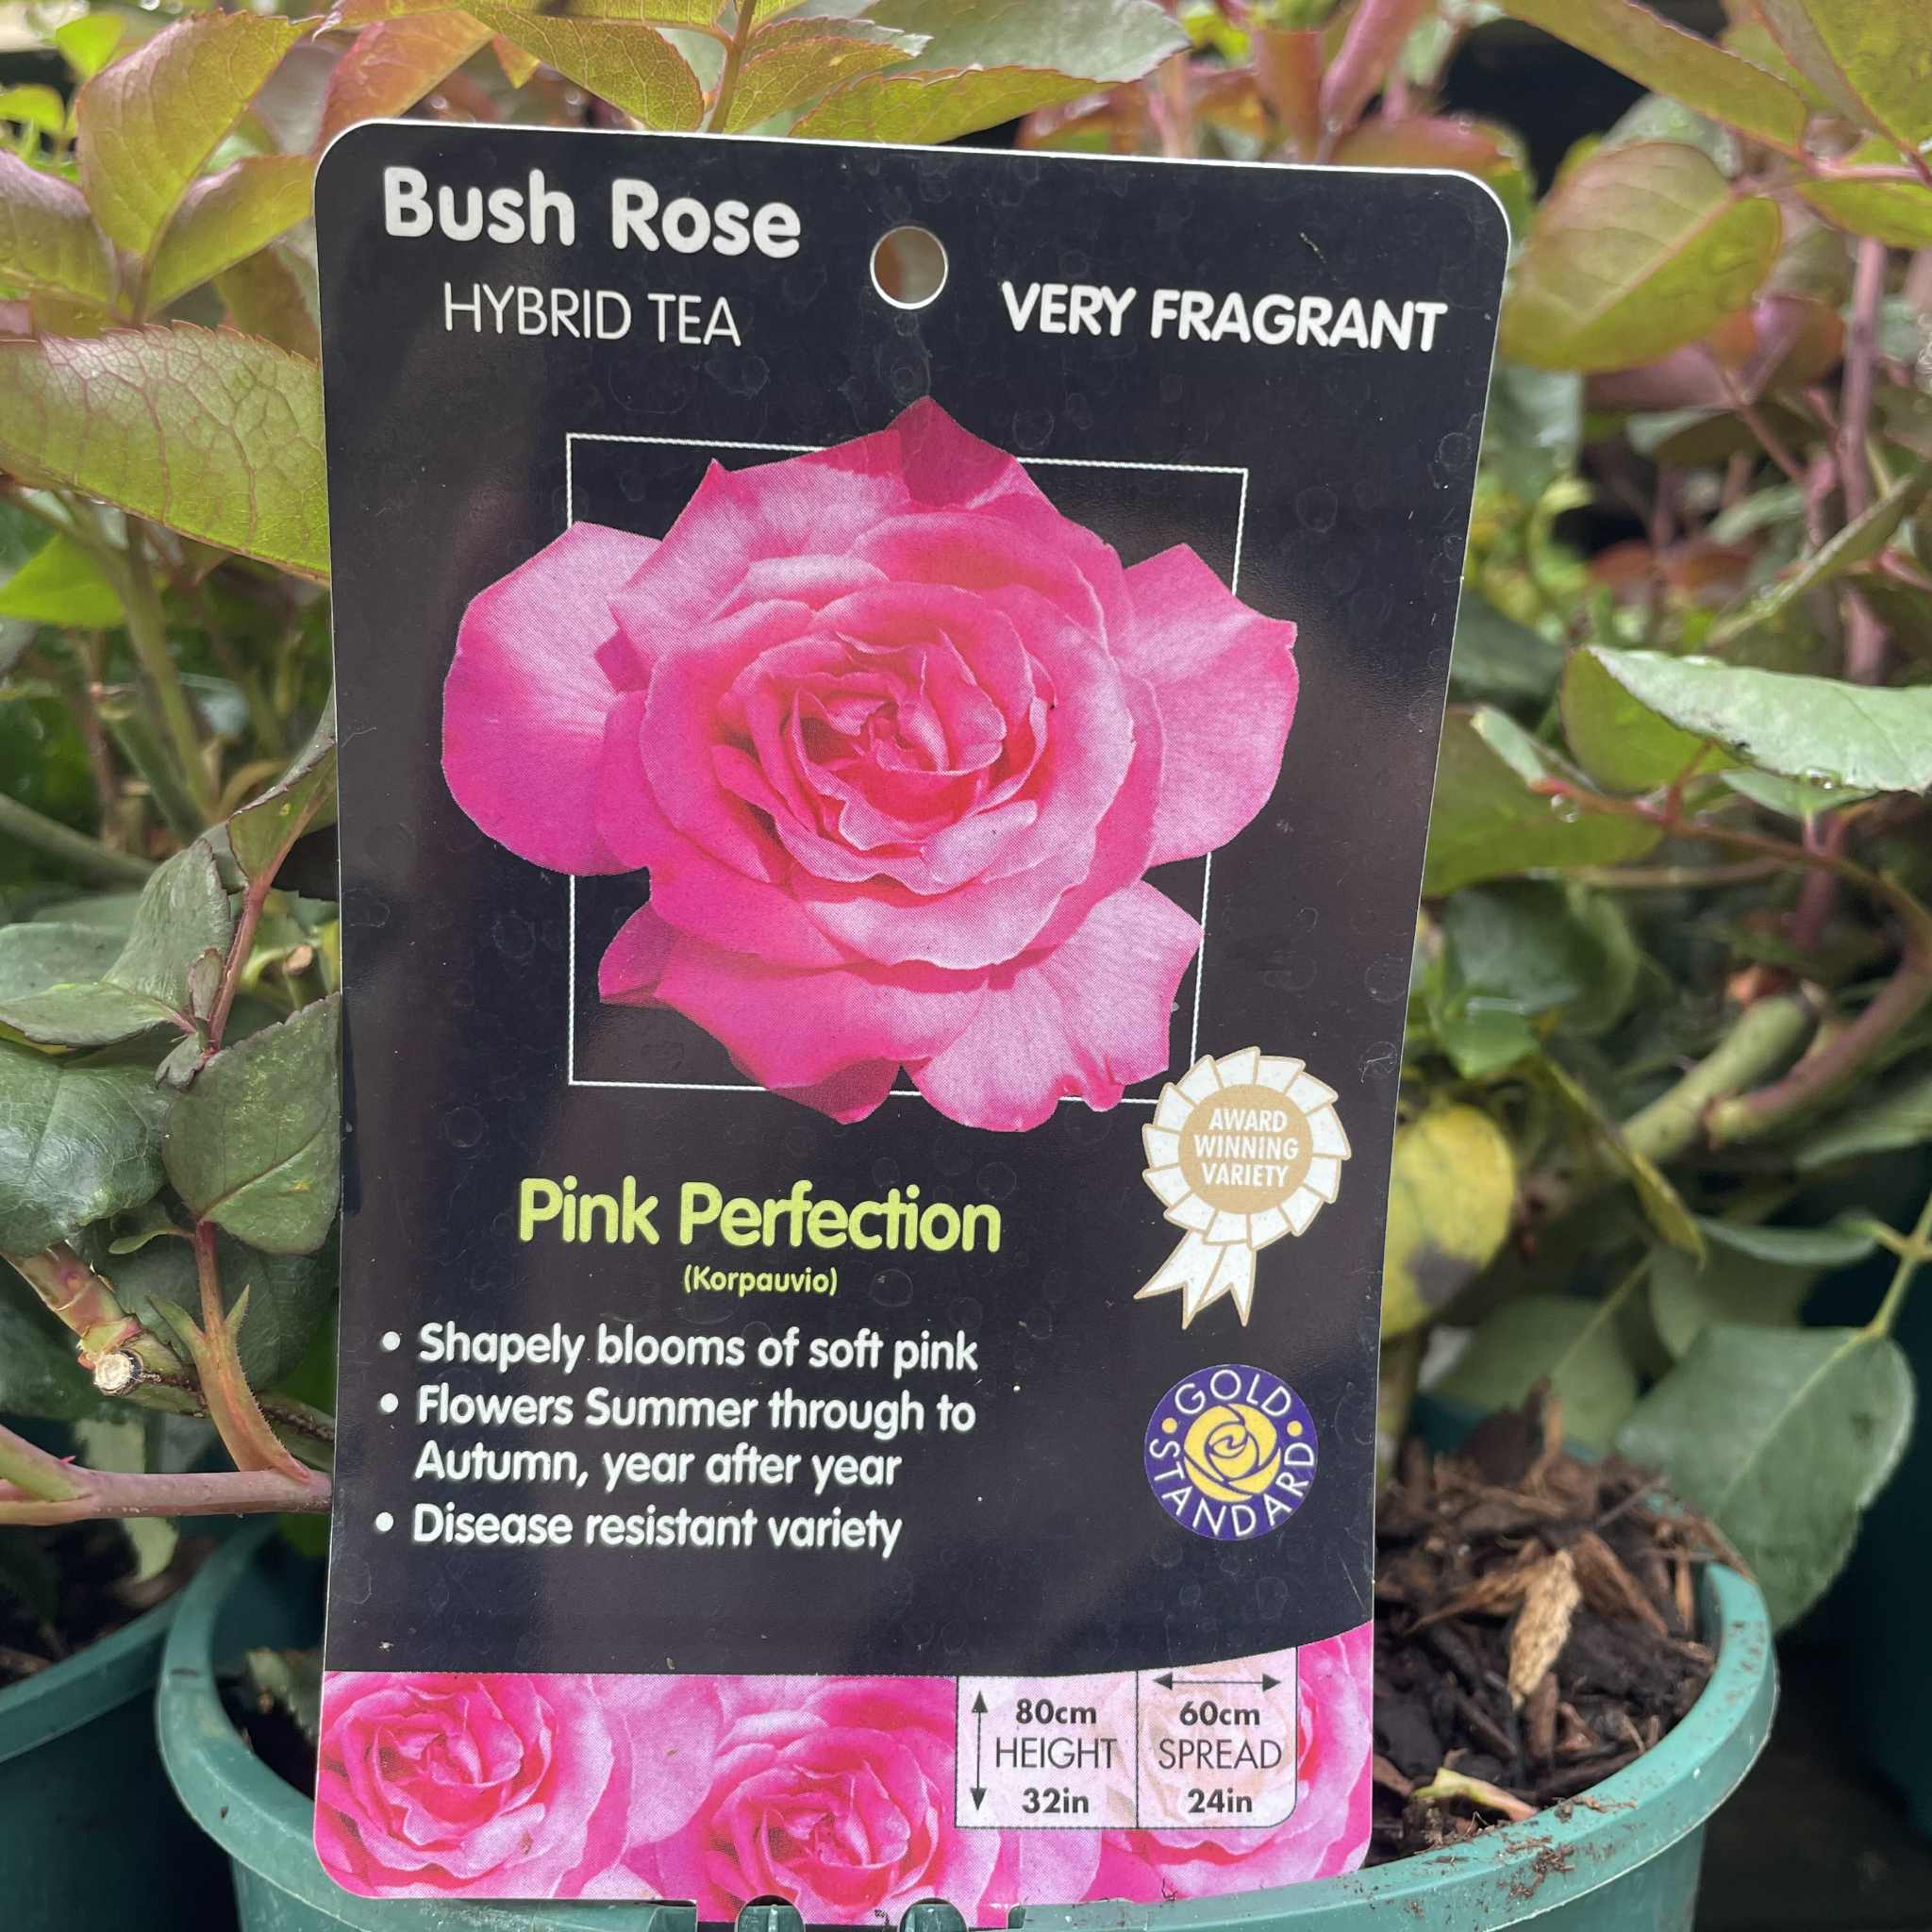 Bush Rose
HYBRID TEA
VERY FRAGRANT
AWARD
WINNING
VARIETY
Pink Perfection
(Korpauvio)
• Shapely blooms of soft pink
• Flowers Summer through to
Autumn, year after year
• Disease resistant variety
GOLD
STANDARD
80cm
HEIGHT
32in
60cm
SPREAD
24in